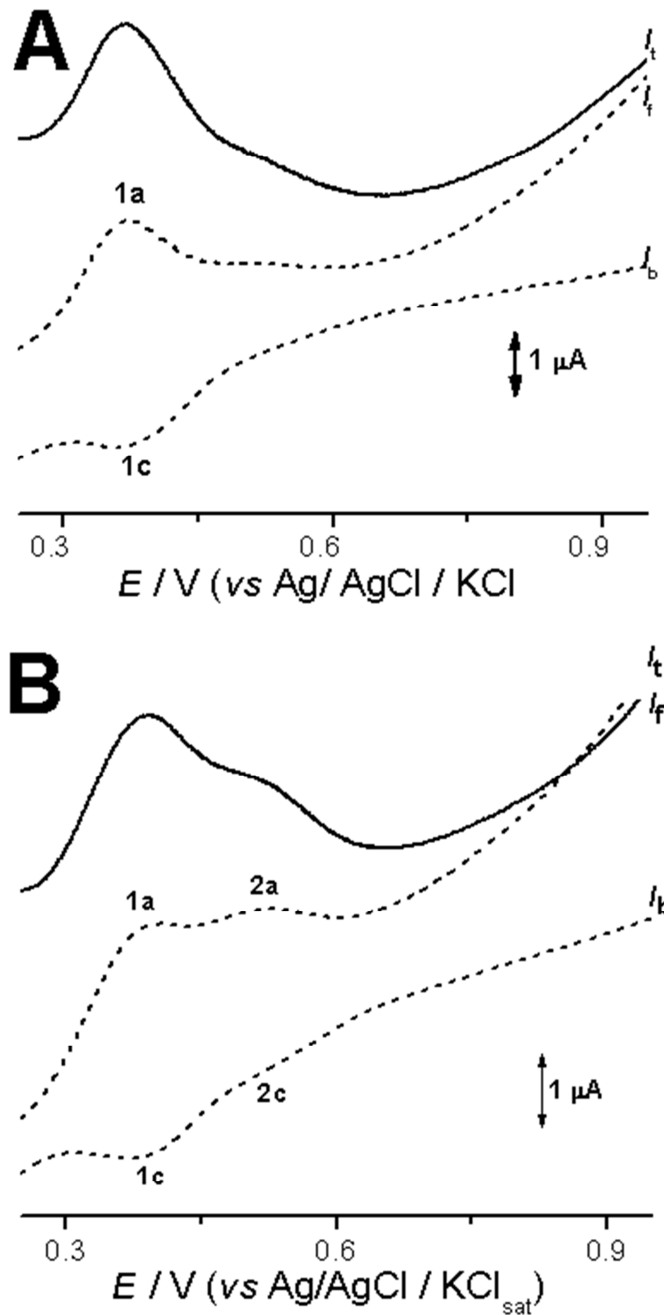 A
It
If
1a
Ib
1 µA
1c
0.3 0.6 0.9
E / V (vs Ag/ AgCl / KCl
B
It
If
1a 2a
Ib
2c
1 µA
1c
0.3 0.6 0.9
E / V (vs Ag/AgCl / KClsat)